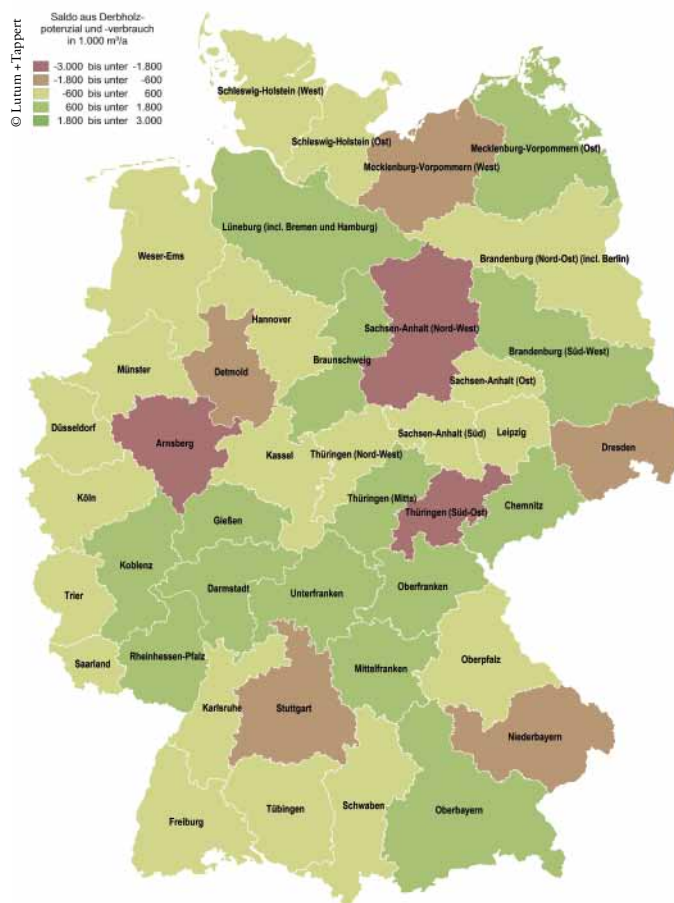 Saldo aus Derbholz-
potenzial und -verbrauch
in 1.000 m³/a
-3.000 bis unter -1.800
-1.800 bis unter -600
-600 bis unter 600
600 bis unter 1.800
1.800 bis unter 3.000
© Lutum + Tappert
Schleswig-Holstein (West)
Schleswig-Holstein (Ost)
Mecklenburg-Vorpommern (Ost)
Mecklenburg-Vorpommern (West)
Lüneburg (incl. Bremen und Hamburg)
Weser-Ems
Brandenburg (Nord-Ost) (incl. Berlin)
Hannover
Sachsen-Anhalt (Nord-West)
Braunschweig
Brandenburg (Süd-West)
Münster
Detmold
Sachsen-Anhalt (Ost)
Düsseldorf
Arnsberg
Kassel
Thüringen (Nord-West)
Sachsen-Anhalt (Süd)
Leipzig
Dresden
Köln
Gießen
Thüringen (Mitte)
Thüringen (Süd-Ost)
Chemnitz
Koblenz
Darmstadt
Unterfranken
Oberfranken
Trier
Saarland
Rheinhessen-Pfalz
Mittelfranken
Oberpfalz
Karlsruhe
Stuttgart
Niederbayern
Freiburg
Tübingen
Schwaben
Oberbayern